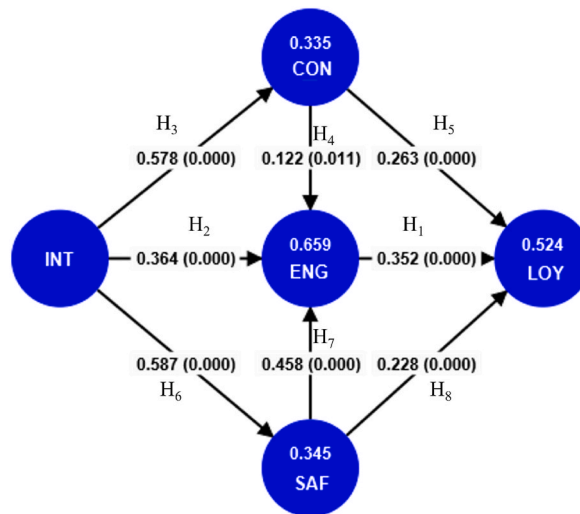 0.335
CON
H₃
H₄
H₅
0.578 (0.000)
0.122 (0.011)
0.263 (0.000)
H₂
H₁
INT
0.364 (0.000)
0.659
ENG
0.352 (0.000)
0.524
LOY
H₇
0.587 (0.000)
0.458 (0.000)
0.228 (0.000)
H₆
H₈
0.345
SAF